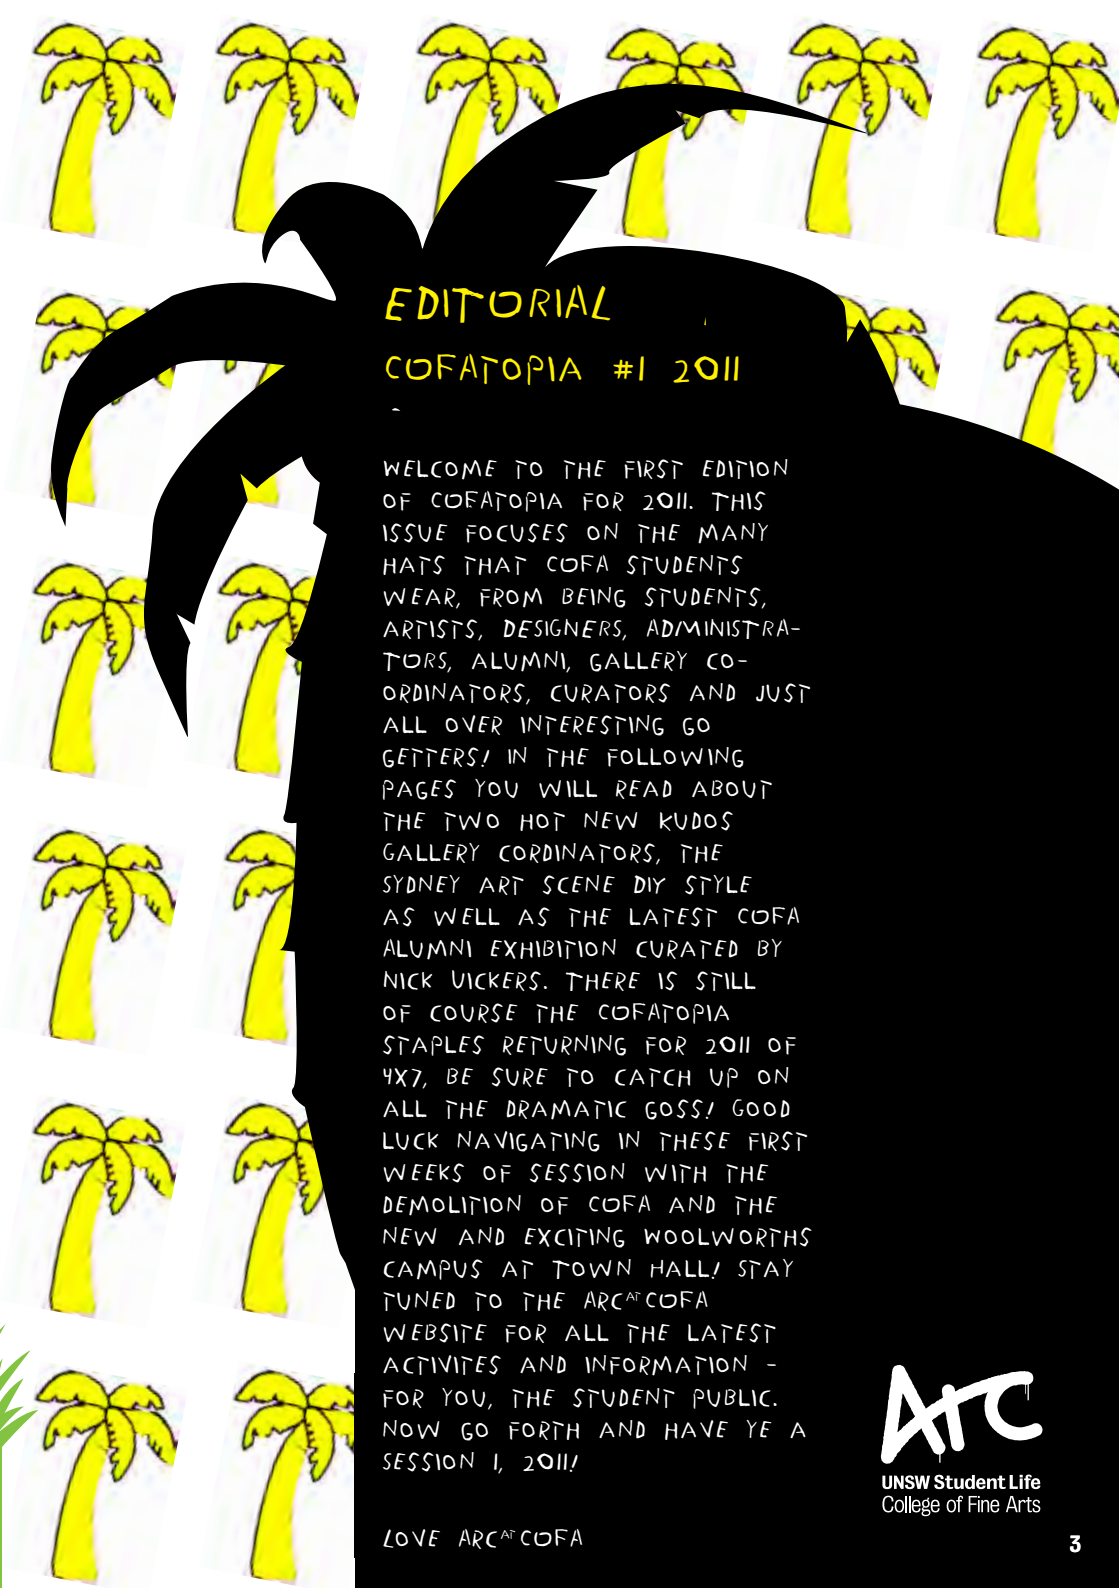 EDITORIAL
COFATOPIA #1 2011
WELCOME TO THE FIRST EDITION
OF COFATOPIA FOR 2011. THIS
ISSUE FOCUSES ON THE MANY
HATS THAT COFA STUDENTS
WEAR, FROM BEING STUDENTS,
ARTISTS, DESIGNERS, ADMINISTRA-
TORS, ALUMNI, GALLERY CO-
ORDINATORS, CURATORS AND JUST
ALL OVER INTERESTING GO
GETTERS! IN THE FOLLOWING
PAGES YOU WILL READ ABOUT
THE TWO HOT NEW KUDOS
GALLERY CORDINATORS, THE
SYDNEY ART SCENE DIY STYLE
AS WELL AS THE LATEST COFA
ALUMNI EXHIBITION CURATED BY
NICK VICKERS. THERE IS STILL
OF COURSE THE COFATOPIA
STAPLES RETURNING FOR 2011 OF
4X7, BE SURE TO CATCH UP ON
ALL THE DRAMATIC GOSS! GOOD
LUCK NAVIGATING IN THESE FIRST
WEEKS OF SESSION WITH THE
DEMOLITION OF COFA AND THE
NEW AND EXCITING WOOLWORTHS
CAMPUS AT TOWN HALL! STAY
TUNED TO THE ARC AT COFA
WEBSITE FOR ALL THE LATEST
ACTIVITES AND INFORMATION -
FOR YOU, THE STUDENT PUBLIC.
NOW GO FORTH AND HAVE YE A
SESSION 1, 2011!
LOVE ARC AT COFA
Arc
UNSW Student Life
College of Fine Arts
3